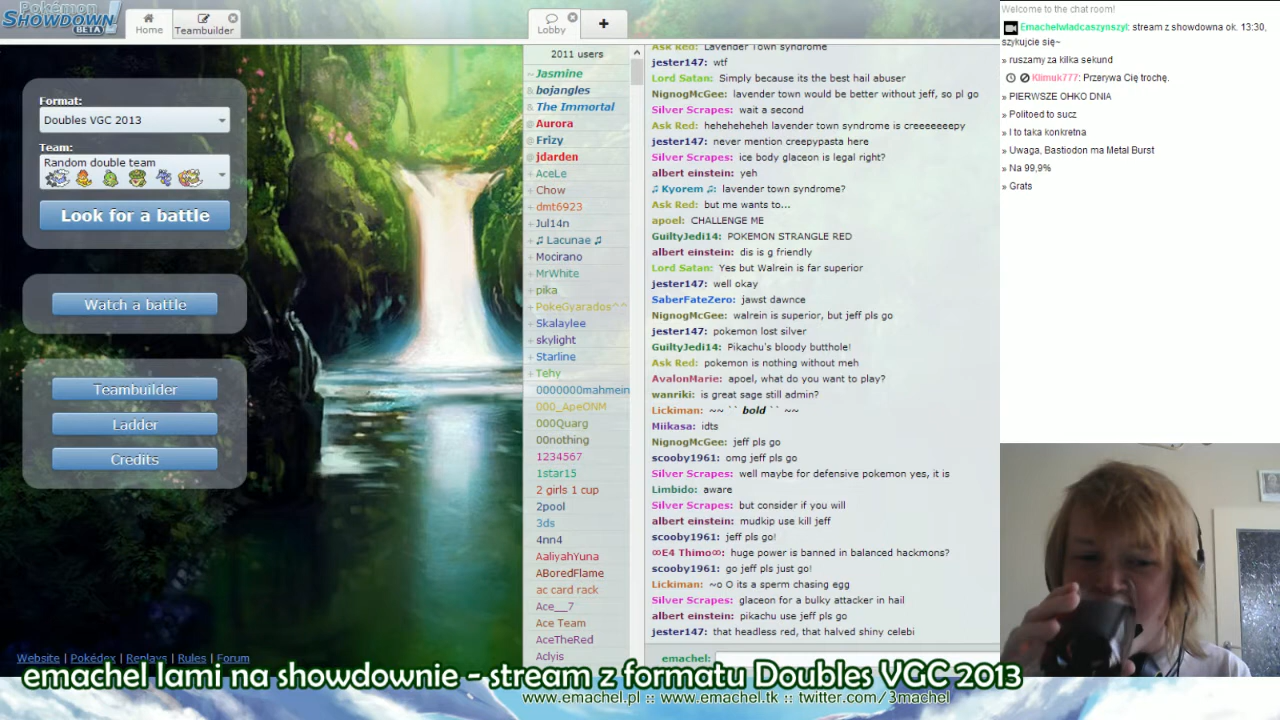 Pokémon
Showdown!
BETA
Home
Teambuilder
Lobby
+
Format:
Doubles VGC 2013
Team:
Random double team
Look for a battle
Watch a battle
Teambuilder
Ladder
Credits
Website | Pokédex | Replays | Rules | Forum
2011 users
~ Jasmine
& bojangles
& The Immortal
@ Aurora
@ Frizy
@ jdarden
+ AceLe
+ Chow
+ dmt6923
+ Jul14n
+ ♫ Lacunae ♫
+ Mocirano
+ MrWhite
+ pika
+ PokeGyarados^^
+ Skalaylee
+ skylight
+ Starline
+ Tehy
0000000mahmein
000_ApeONM
000Quarg
00nothing
1234567
1star15
2 girls 1 cup
2pool
3ds
4nn4
AaliyahYuna
ABoredFlame
ac card rack
Ace__7
Ace Team
AceTheRed
Aclyis
Ask Red: Lavender Town syndrome
jester147: wtf
Lord Satan: Simply because its the best hail abuser
NignogMcGee: lavender town would be better without jeff, so pl go
Silver Scrapes: wait a second
Ask Red: heheheheheh lavender town syndrome is creeeeeeepy
jester147: never mention creepypasta here
Silver Scrapes: ice body glaceon is legal right?
albert einstein: yeh
♫ Kyorem ♫: lavender town syndrome?
Ask Red: but me wants to...
apoel: CHALLENGE ME
GuiltyJedi14: POKEMON STRANGLE RED
albert einstein: dis is g friendly
Lord Satan: Yes but Walrein is far superior
jester147: well okay
SaberFateZero: jawst dawnce
NignogMcGee: walrein is superior, but jeff pls go
jester147: pokemon lost silver
GuiltyJedi14: Pikachu's bloody butthole!
Ask Red: pokemon is nothing without meh
AvalonMarie: apoel, what do you want to play?
wanriki: is great sage still admin?
Lickiman: ~~ `` bold `` ~~
Miikasa: idts
NignogMcGee: jeff pls go
scooby1961: omg jeff pls go
Silver Scrapes: well maybe for defensive pokemon yes, it is
Limbido: aware
Silver Scrapes: but consider if you will
albert einstein: mudkip use kill jeff
scooby1961: jeff pls go!
∞E4 Thimo∞: huge power is banned in balanced hackmons?
scooby1961: go jeff pls just go!
Lickiman: ~o O its a sperm chasing egg
Silver Scrapes: glaceon for a bulky attacker in hail
albert einstein: pikachu use jeff pls go
jester147: that headless red, that halved shiny celebi
emachel:
Welcome to the chat room!
Emachelwladcaszynszyl: stream z showdowna ok. 13:30,
szykujcie się~
» ruszamy za kilka sekund
Klimuk777: Przerywa Cię trochę.
» PIERWSZE OHKO DNIA
» Politoed to sucz
» I to taka konkretna
» Uwaga, Bastiodon ma Metal Burst
» Na 99,9%
» Grats
emachel lami na showdownie - stream z formatu Doubles VGC 2013
www.emachel.pl :: www.emachel.tk :: twitter.com/3machel